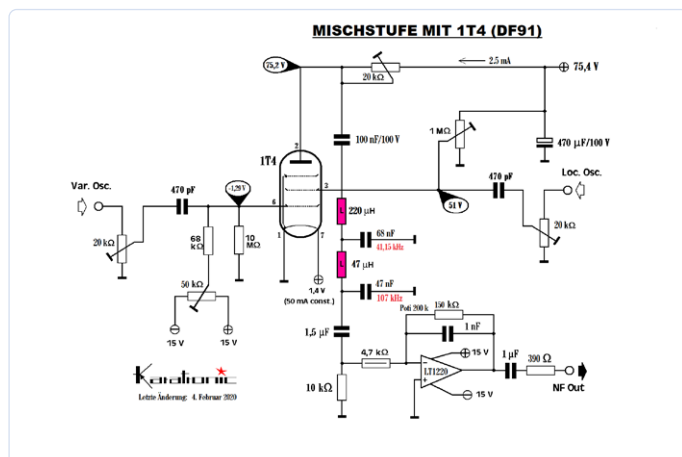 MISCHSTUFE MIT 1T4 (DF91)
75,2 V
20 kΩ
2.5 mA
75,4 V
100 nF/100 V
1 MΩ
470 µF/100 V
2
1T4
Var. Osc.
470 pF
-1,29 V
6
3
51 V
470 pF
Loc. Osc.
20 kΩ
68 kΩ
10 MΩ
1
7
L
220 µH
68 nF
41,15 kHz
20 kΩ
50 kΩ
15 V
15 V
1,4 V
(50 mA const.)
L
47 µH
47 nF
107 kHz
Poti 200 k
150 kΩ
1 nF
1,5 µF
4,7 kΩ
15 V
LT1220
15 V
1 µF
390 Ω
NF Out
10 kΩ
Karatronic
Letzte Änderung: 4. Februar 2020